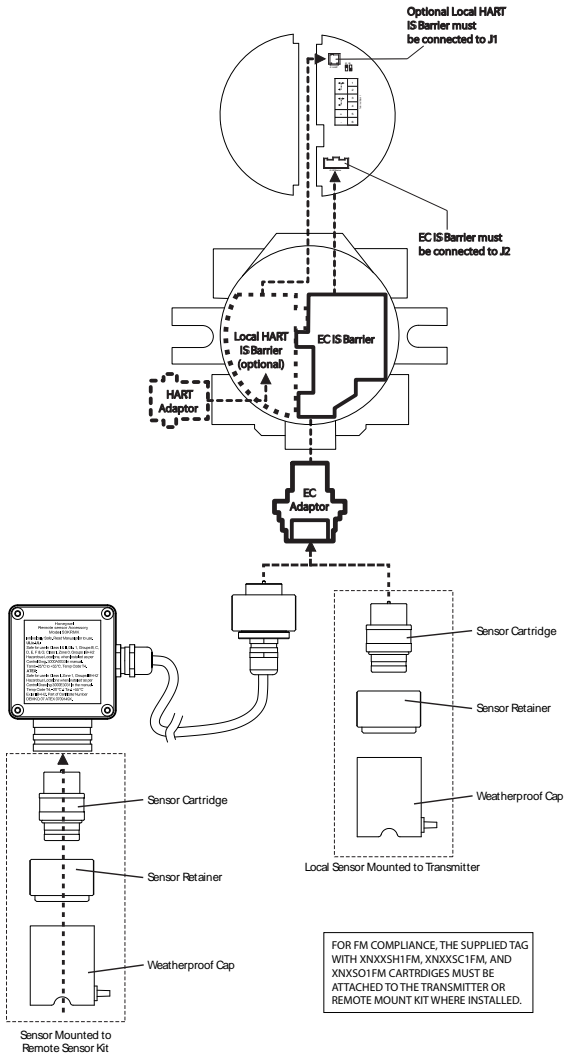 Optional Local HART
IS Barrier must
be connected to J1
EC IS Barrier must
be connected to J2
Local HART
IS Barrier
(optional)
EC IS Barrier
HART
Adaptor
EC
Adaptor
Honeywell
Remote sensor Accessory
Sensor Cartridge
Sensor Retainer
Weatherproof Cap
Local Sensor Mounted to Transmitter
Sensor Cartridge
Sensor Retainer
Weatherproof Cap
Sensor Mounted to
Remote Sensor Kit
FOR FM COMPLIANCE, THE SUPPLIED TAG
WITH XNXXSH1FM, XNXXSC1FM, AND
XNXSO1FM CARTRDIGES MUST BE
ATTACHED TO THE TRANSMITTER OR
REMOTE MOUNT KIT WHERE INSTALLED.